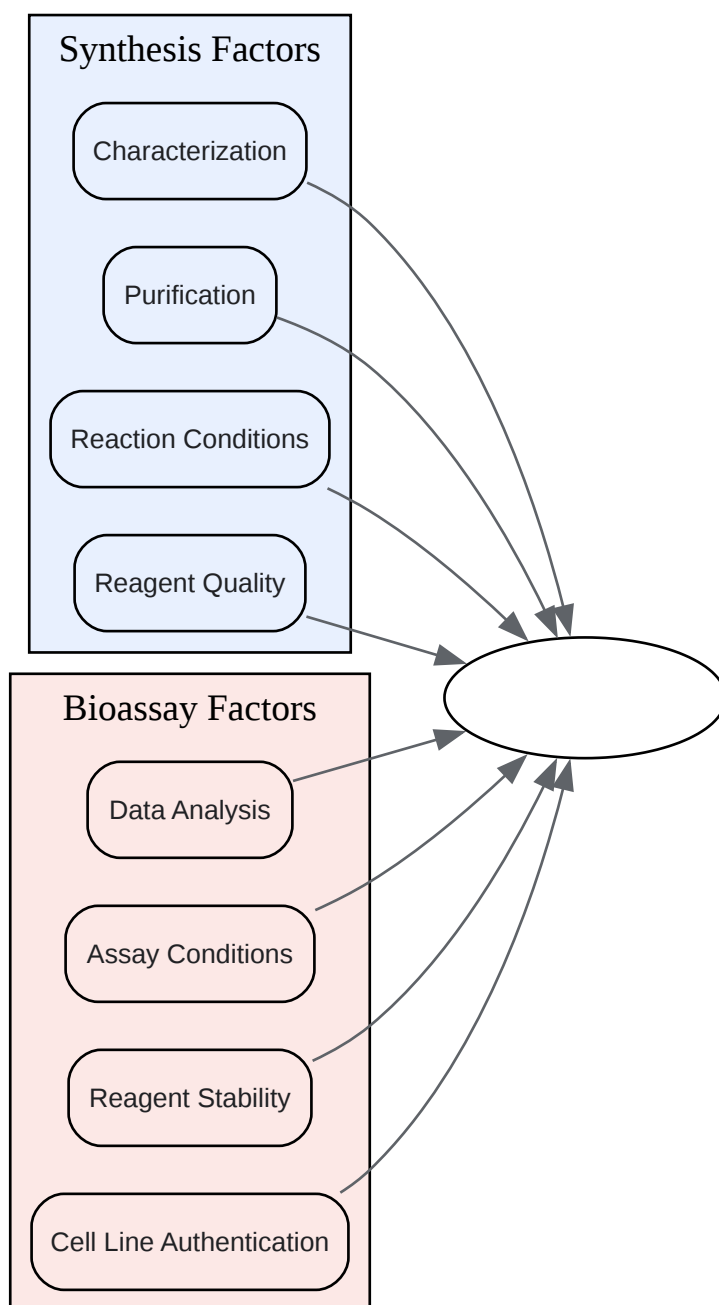 Synthesis Factors
Characterization
Purification
Reaction Conditions
Reagent Quality
Bioassay Factors
Data Analysis
Assay Conditions
Reagent Stability
Cell Line Authentication